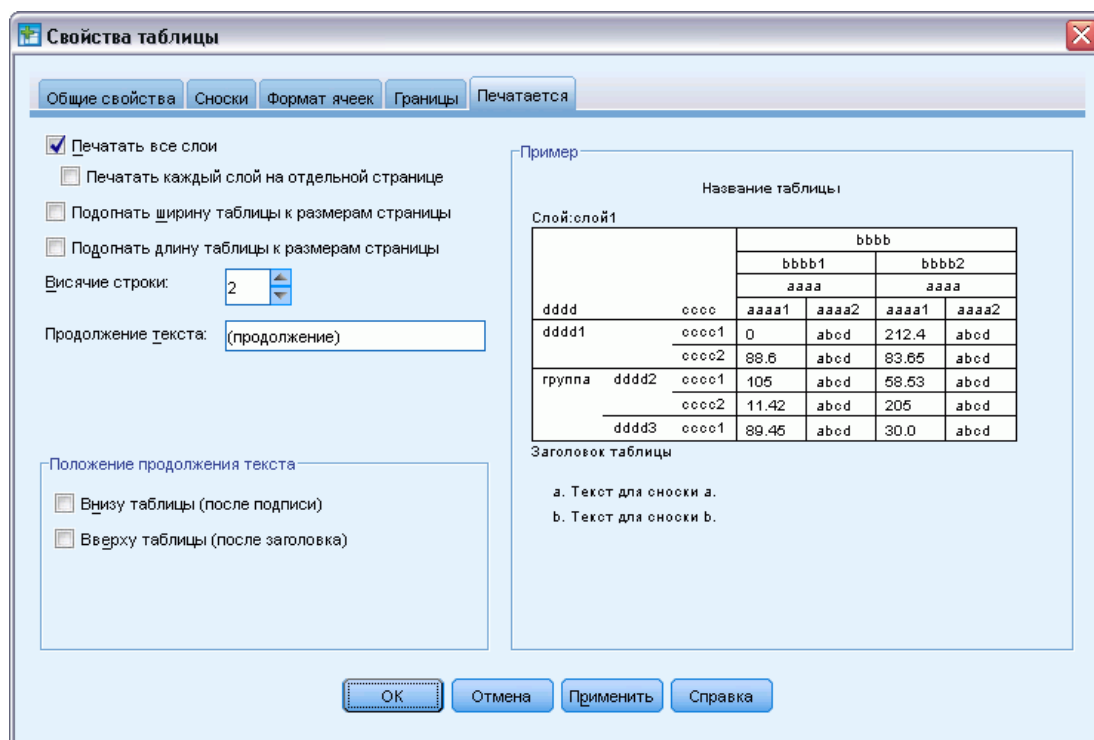 Свойства таблицы
Общие свойства Сноски Формат ячеек Границы Печатается
Печатать все слои
Печатать каждый слой на отдельной странице
Подогнать ширину таблицы к размерам страницы
Подогнать длину таблицы к размерам страницы
Висячие строки: 2
Продолжение текста: (продолжение)
Положение продолжения текста
Внизу таблицы (после подписи)
Вверху таблицы (после заголовка)
Пример
Название таблицы
Слой:слой1
bbbb
bbbb1 bbbb2
aaaa aaaa
dddd cccc aaaa1 aaaa2 aaaa1 aaaa2
dddd1 cccc1 0 abcd 212.4 abcd
cccc2 88.6 abcd 83.65 abcd
группа dddd2 cccc1 105 abcd 58.53 abcd
cccc2 11.42 abcd 205 abcd
dddd3 cccc1 89.45 abcd 30.0 abcd
Заголовок таблицы
a. Текст для сноски a.
b. Текст для сноски b.
OK Отмена Применить Справка